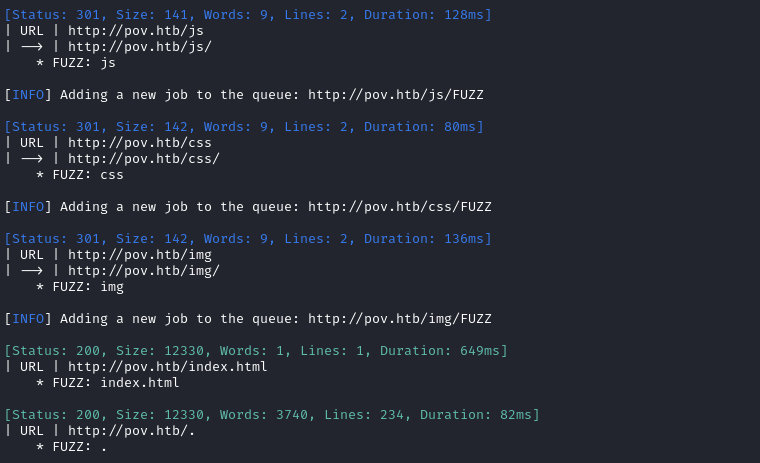 [Status: 301, Size: 141, Words: 9, Lines: 2, Duration: 128ms]
| URL | http://pov.htb/js
| --> | http://pov.htb/js/
    * FUZZ: js

[INFO] Adding a new job to the queue: http://pov.htb/js/FUZZ

[Status: 301, Size: 142, Words: 9, Lines: 2, Duration: 80ms]
| URL | http://pov.htb/css
| --> | http://pov.htb/css/
    * FUZZ: css

[INFO] Adding a new job to the queue: http://pov.htb/css/FUZZ

[Status: 301, Size: 142, Words: 9, Lines: 2, Duration: 136ms]
| URL | http://pov.htb/img
| --> | http://pov.htb/img/
    * FUZZ: img

[INFO] Adding a new job to the queue: http://pov.htb/img/FUZZ

[Status: 200, Size: 12330, Words: 1, Lines: 1, Duration: 649ms]
| URL | http://pov.htb/index.html
    * FUZZ: index.html

[Status: 200, Size: 12330, Words: 3740, Lines: 234, Duration: 82ms]
| URL | http://pov.htb/.
    * FUZZ: .